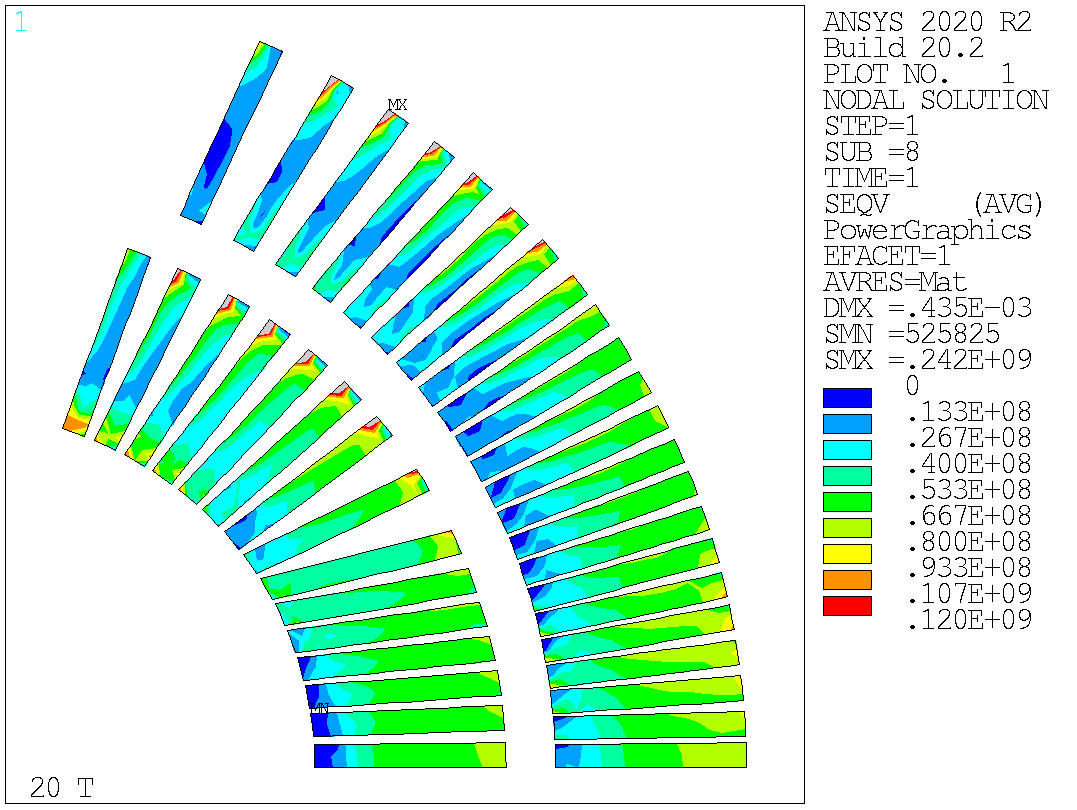 1
MX
MN
20 T
ANSYS 2020 R2
Build 20.2
PLOT NO. 1
NODAL SOLUTION
STEP=1
SUB =8
TIME=1
SEQV (AVG)
PowerGraphics
EFACET=1
AVRES=Mat
DMX =.435E-03
SMN =525825
SMX =.242E+09
0
.133E+08
.267E+08
.400E+08
.533E+08
.667E+08
.800E+08
.933E+08
.107E+09
.120E+09